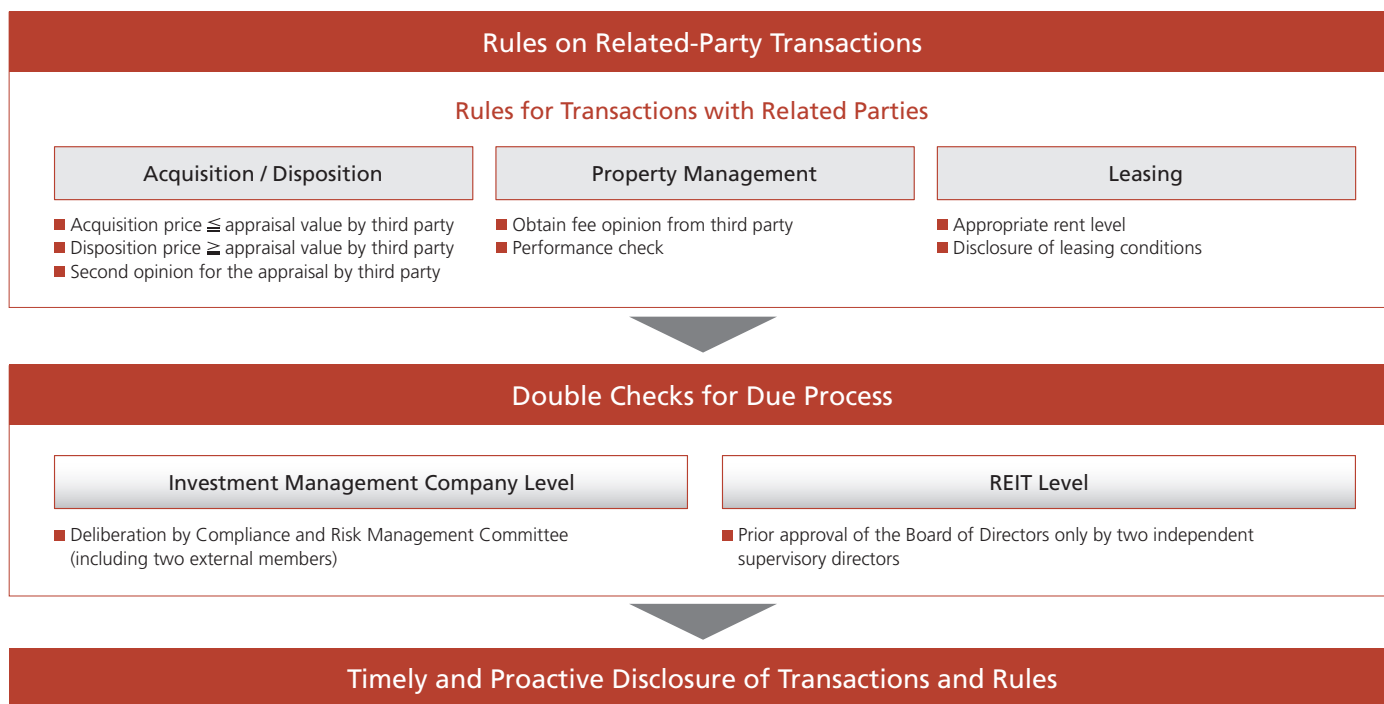 Rules on Related-Party Transactions
Rules for Transactions with Related Parties
Acquisition / Disposition
■ Acquisition price ≦ appraisal value by third party
■ Disposition price ≧ appraisal value by third party
■ Second opinion for the appraisal by third party
Property Management
■ Obtain fee opinion from third party
■ Performance check
Leasing
■ Appropriate rent level
■ Disclosure of leasing conditions
Double Checks for Due Process
Investment Management Company Level
■ Deliberation by Compliance and Risk Management Committee
(including two external members)
REIT Level
■ Prior approval of the Board of Directors only by two independent
supervisory directors
Timely and Proactive Disclosure of Transactions and Rules